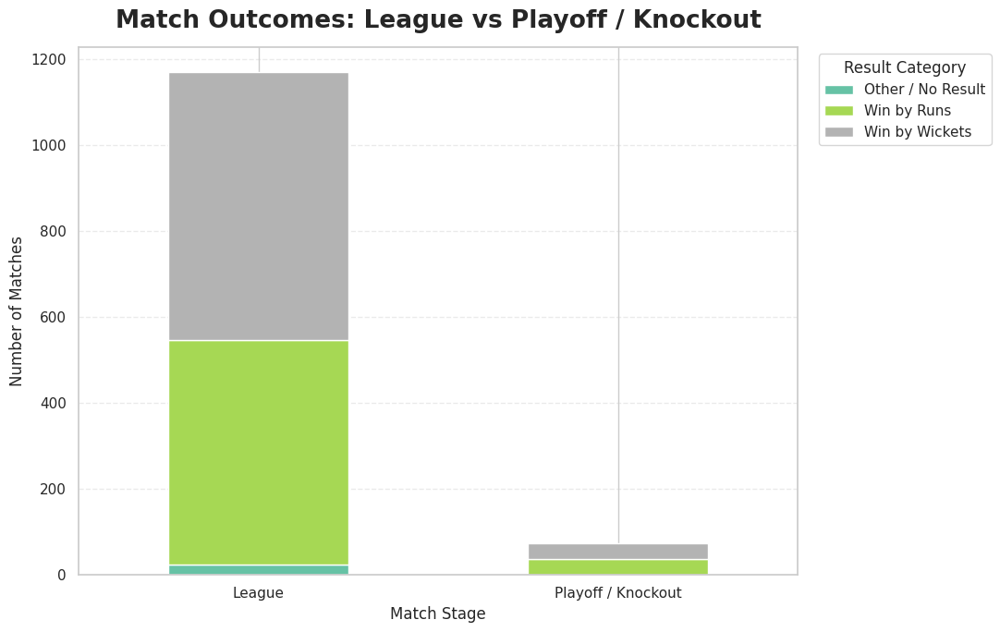 Match Outcomes: League vs Playoff / Knockout
Result Category
Other / No Result
Win by Runs
Win by Wickets
Number of Matches
1200
1000
800
600
400
200
0
League
Playoff / Knockout
Match Stage